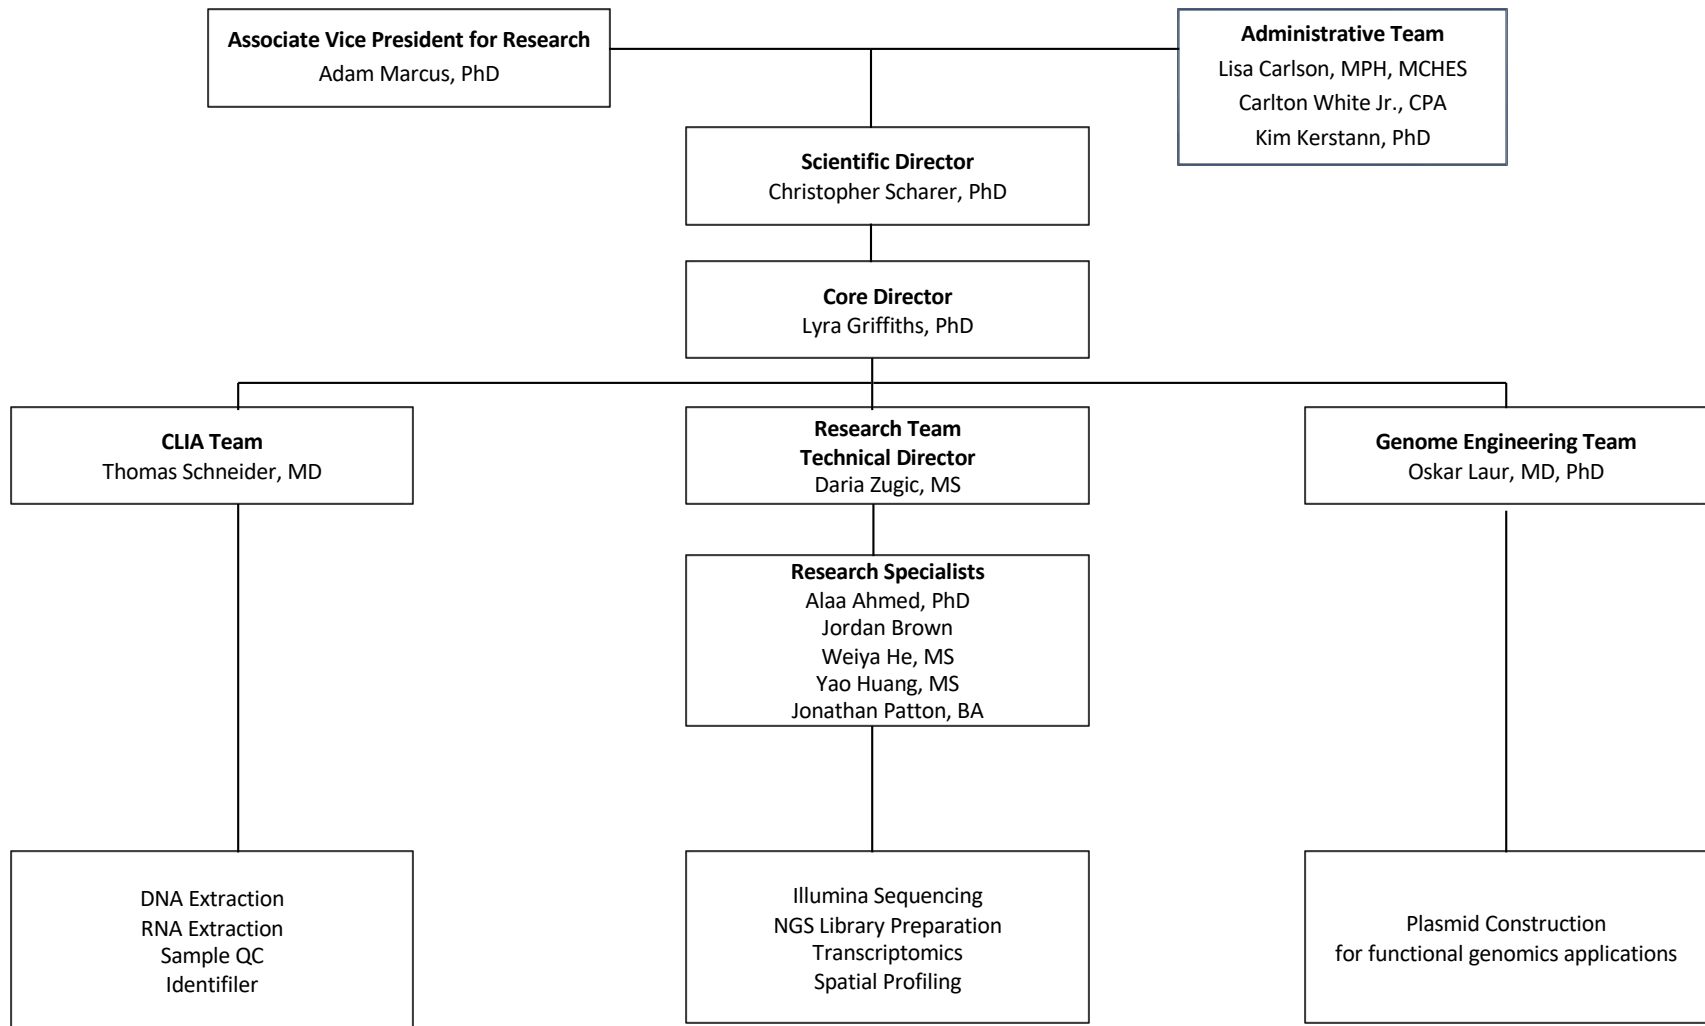 Associate Vice President for Research
Adam Marcus, PhD
Administrative Team
Lisa Carlson, MPH, MCHES
Carlton White Jr., CPA
Kim Kerstann, PhD
Scientific Director
Christopher Scharer, PhD
Core Director
Lyra Griffiths, PhD
CLIA Team
Thomas Schneider, MD
Research Team
Technical Director
Daria Zugic, MS
Genome Engineering Team
Oskar Laur, MD, PhD
Research Specialists
Alaa Ahmed, PhD
Jordan Brown
Weiya He, MS
Yao Huang, MS
Jonathan Patton, BA
DNA Extraction
RNA Extraction
Sample QC
Identifiler
Illumina Sequencing
NGS Library Preparation
Transcriptomics
Spatial Profiling
Plasmid Construction
for functional genomics applications